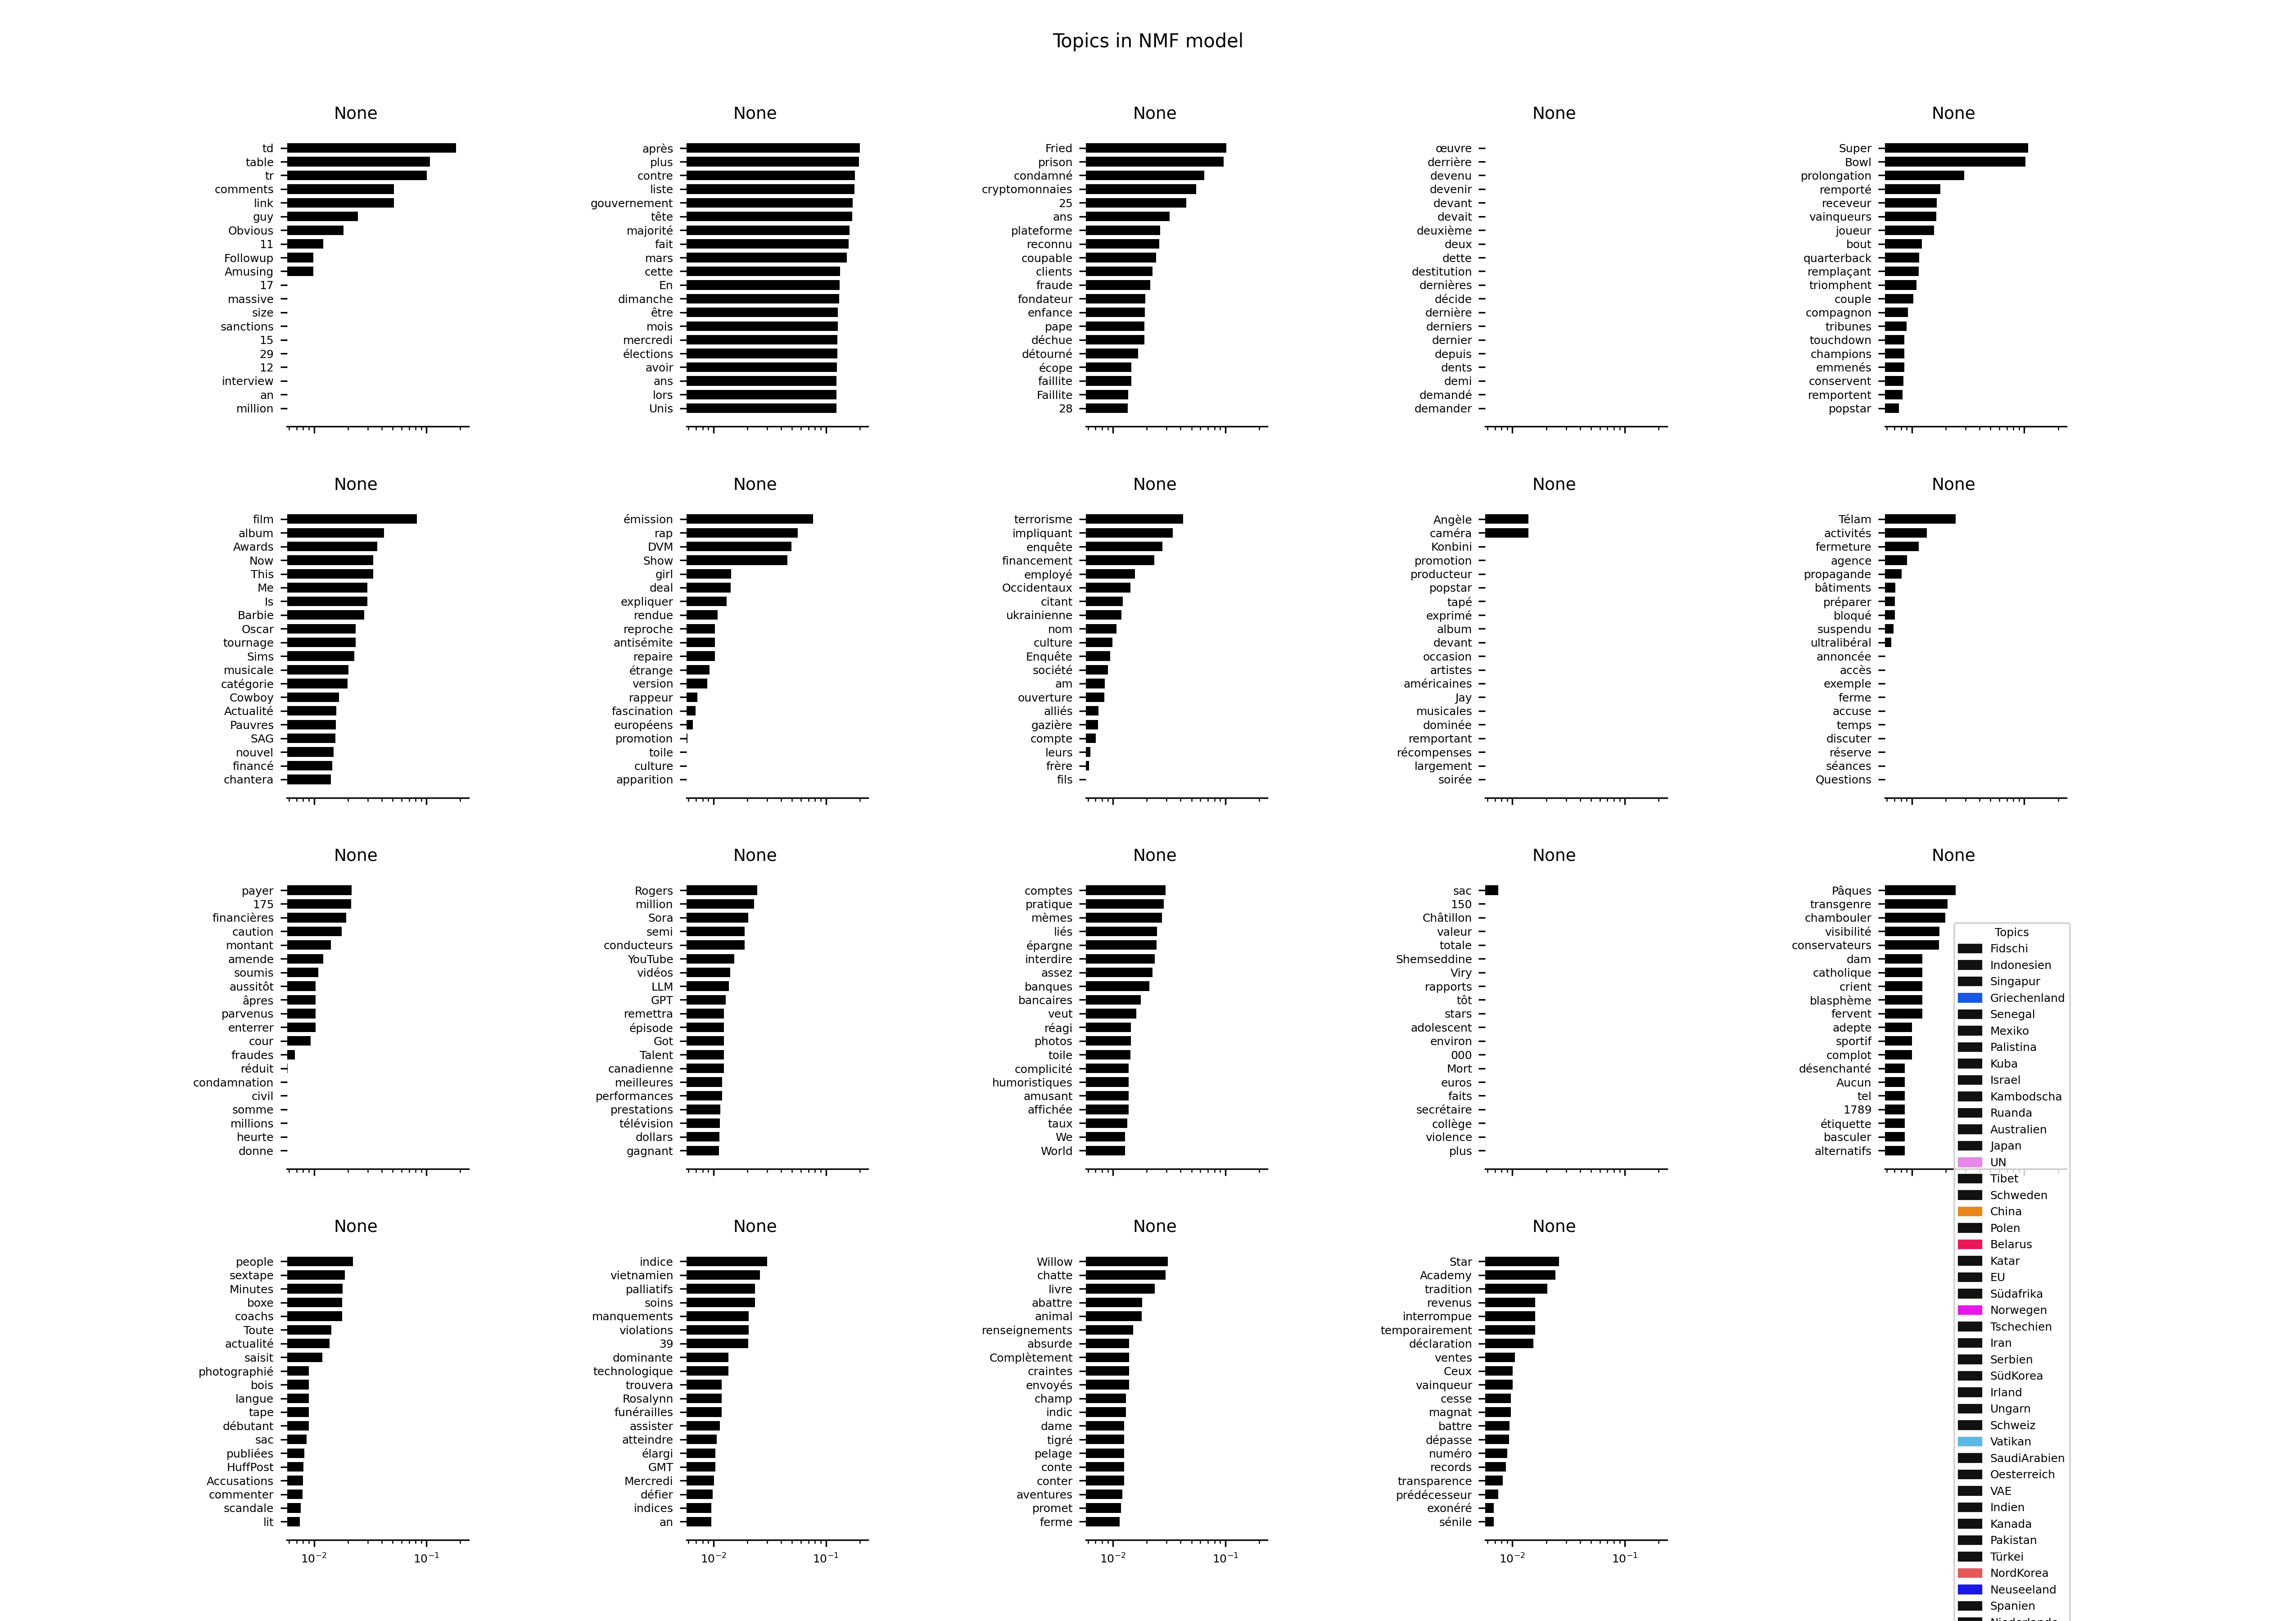 Topics in NMF model
None
td
table
tr
comments
link
guy
Obvious
11
Followup
Amusing
17
massive
size
sanctions
15
29
12
interview
an
million
None
après
plus
contre
liste
gouvernement
tête
majorité
fait
mars
cette
En
dimanche
être
mois
mercredi
élections
avoir
ans
lors
Unis
None
Fried
prison
condamné
cryptomonnaies
25
ans
plateforme
reconnu
coupable
clients
fraude
fondateur
enfance
pape
déchue
détourné
écope
faillite
Faillite
28
None
œuvre
derrière
devenu
devenir
devant
devait
deuxième
deux
dette
destitution
dernières
décide
dernière
derniers
dernier
depuis
dents
demi
demandé
demander
None
Super
Bowl
prolongation
remporté
receveur
vainqueurs
joueur
bout
quarterback
remplaçant
triomphent
couple
compagnon
tribunes
touchdown
champions
emmenés
conservent
remportent
popstar
None
film
album
Awards
Now
This
Me
Is
Barbie
Oscar
tournage
Sims
musicale
catégorie
Cowboy
Actualité
Pauvres
SAG
nouvel
financé
chantera
None
émission
rap
DVM
Show
girl
deal
expliquer
rendue
reproche
antisémite
repaire
étrange
version
rappeur
fascination
européens
promotion
toile
culture
apparition
None
terrorisme
impliquant
enquête
financement
employé
Occidentaux
citant
ukrainienne
nom
culture
Enquête
société
am
ouverture
alliés
gazière
compte
leurs
frère
fils
None
Angèle
caméra
Konbini
promotion
producteur
popstar
tapé
exprimé
album
devant
occasion
artistes
américaines
Jay
musicales
dominée
remportant
récompenses
largement
soirée
None
Télam
activités
fermeture
agence
propagande
bâtiments
préparer
bloqué
suspendu
ultralibéral
annoncée
accès
exemple
ferme
accuse
temps
discuter
réserve
séances
Questions
None
payer
175
financières
caution
montant
amende
soumis
aussitôt
âpres
parvenus
enterrer
cour
fraudes
réduit
condamnation
civil
somme
millions
heurte
donne
None
Rogers
million
Sora
semi
conducteurs
YouTube
vidéos
LLM
GPT
remettra
épisode
Got
Talent
canadienne
meilleures
performances
prestations
télévision
dollars
gagnant
None
comptes
pratique
mèmes
liés
épargne
interdire
assez
banques
bancaires
veut
réagi
photos
toile
complicité
humoristiques
amusant
affichée
taux
We
World
None
sac
150
Châtillon
valeur
totale
Shemseddine
Viry
rapports
tôt
stars
adolescent
environ
000
Mort
euros
faits
secrétaire
collège
violence
plus
None
Pâques
transgenre
chambouler
visibilité
conservateurs
dam
catholique
crient
blasphème
fervent
adepte
sportif
complot
désenchanté
Aucun
tel
1789
étiquette
basculer
alternatifs
None
people
sextape
Minutes
boxe
coachs
Toute
actualité
saisit
photographié
bois
langue
tape
débutant
sac
publiées
HuffPost
Accusations
commenter
scandale
lit
10⁻² 10⁻¹
None
indice
vietnamien
palliatifs
soins
manquements
violations
39
dominante
technologique
trouvera
Rosalynn
funérailles
assister
atteindre
élargi
GMT
Mercredi
défier
indices
an
10⁻² 10⁻¹
None
Willow
chatte
livre
abattre
animal
renseignements
absurde
Complètement
craintes
envoyés
champ
indic
dame
tigré
pelage
conte
conter
aventures
promet
ferme
10⁻² 10⁻¹
None
Star
Academy
tradition
revenus
interrompue
temporairement
déclaration
ventes
Ceux
vainqueur
cesse
magnat
battre
dépasse
numéro
records
transparence
prédécesseur
exonéré
sénile
10⁻² 10⁻¹
Topics
Fidschi
Indonesien
Singapur
Griechenland
Senegal
Mexiko
Palistina
Kuba
Israel
Kambodscha
Ruanda
Australien
Japan
UN
Tibet
Schweden
China
Polen
Belarus
Katar
EU
Südafrika
Norwegen
Tschechien
Iran
Serbien
SüdKorea
Irland
Ungarn
Schweiz
Vatikan
SaudiArabien
Oesterreich
VAE
Indien
Kanada
Pakistan
Türkei
NordKorea
Neuseeland
Spanien